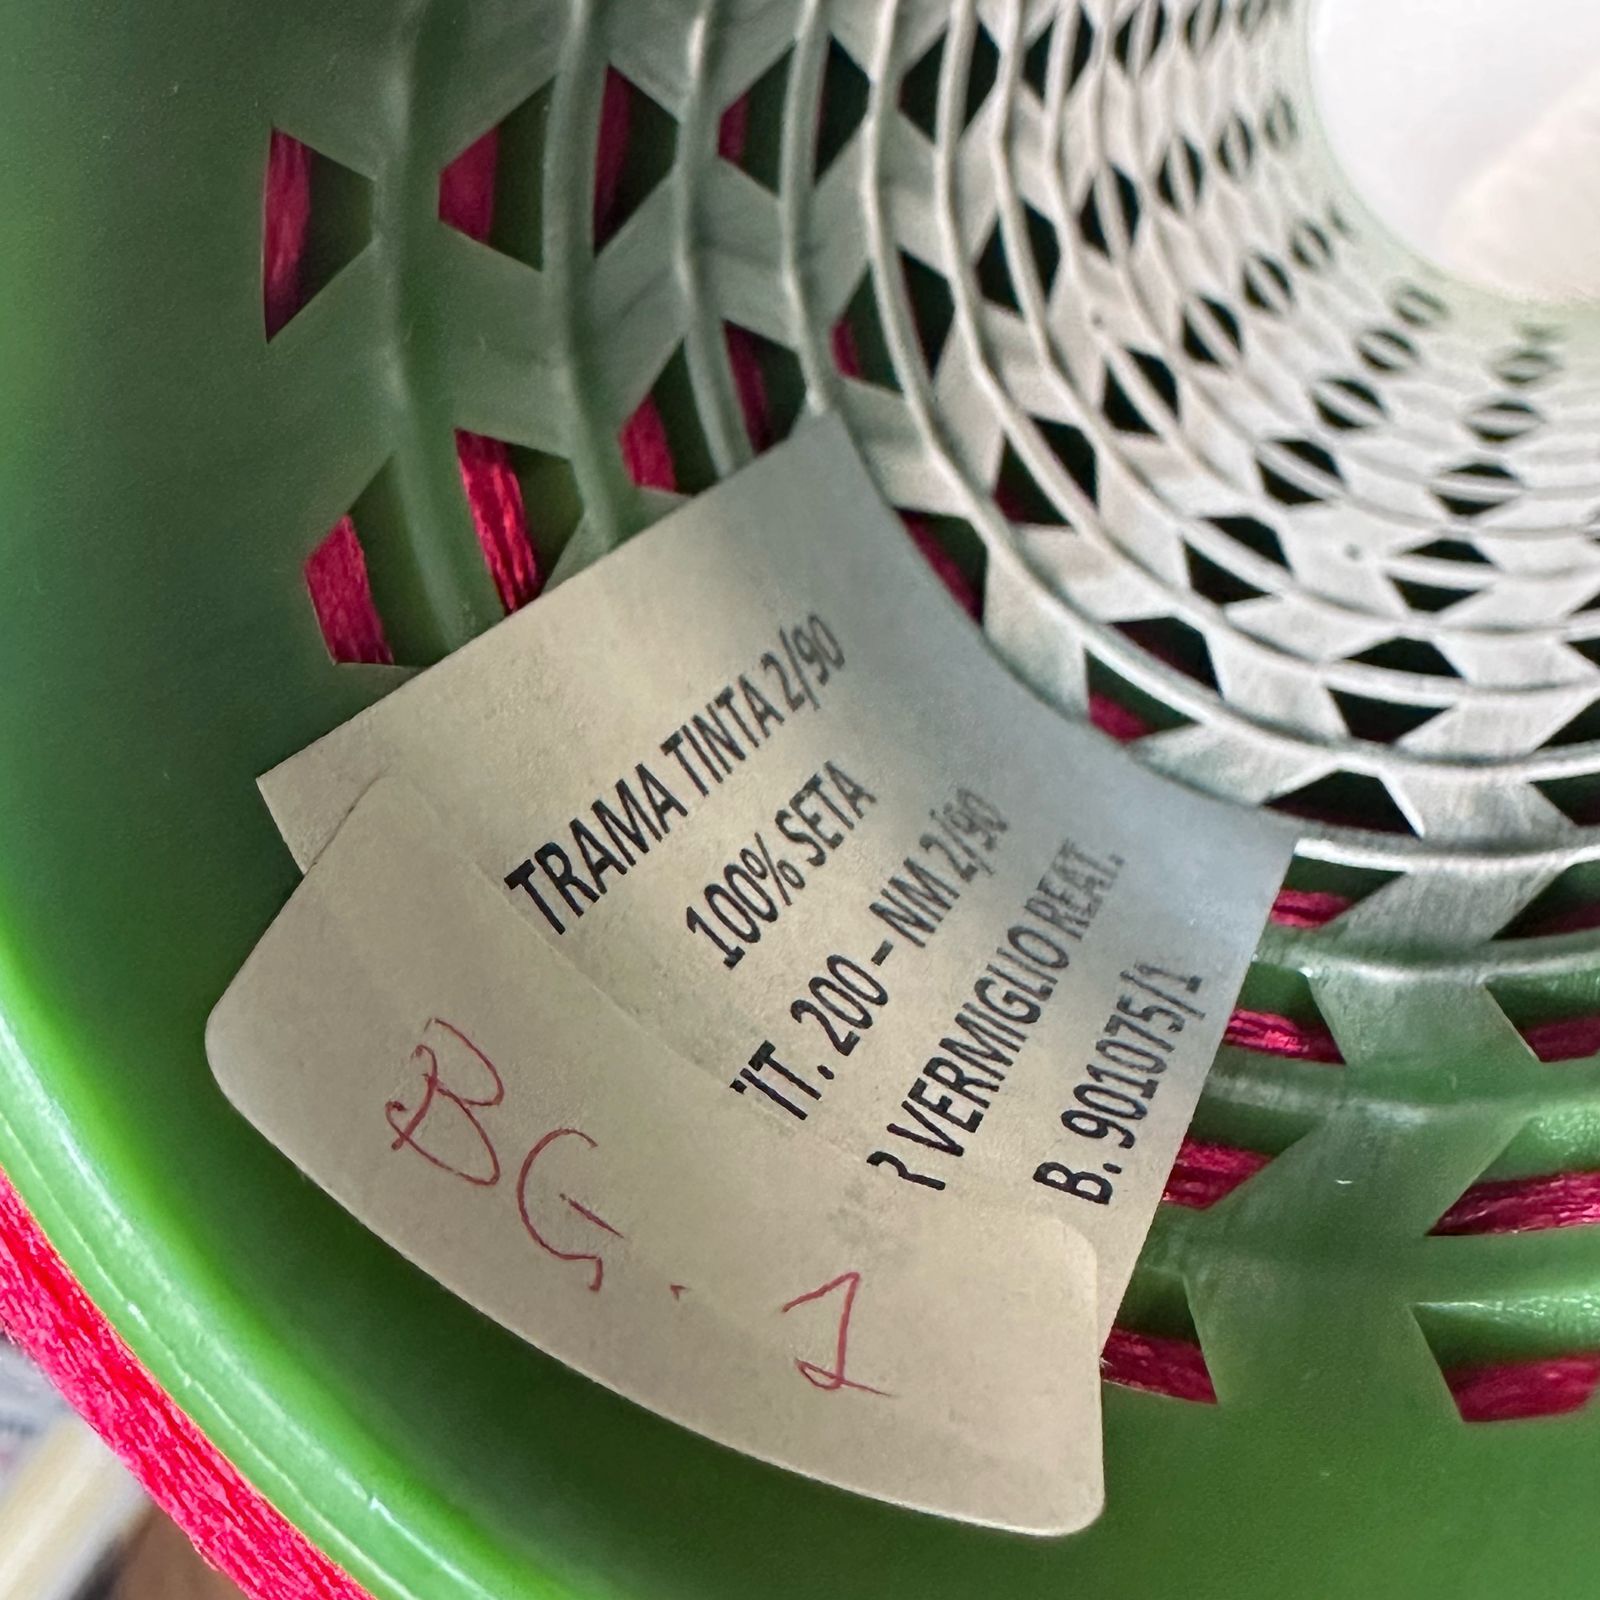 TRAMA TINTA 2/90
100% SETA
TIT. 200 – NM 2/90
VERMIGLIO REAT.
B. 901075/1
BG. 1